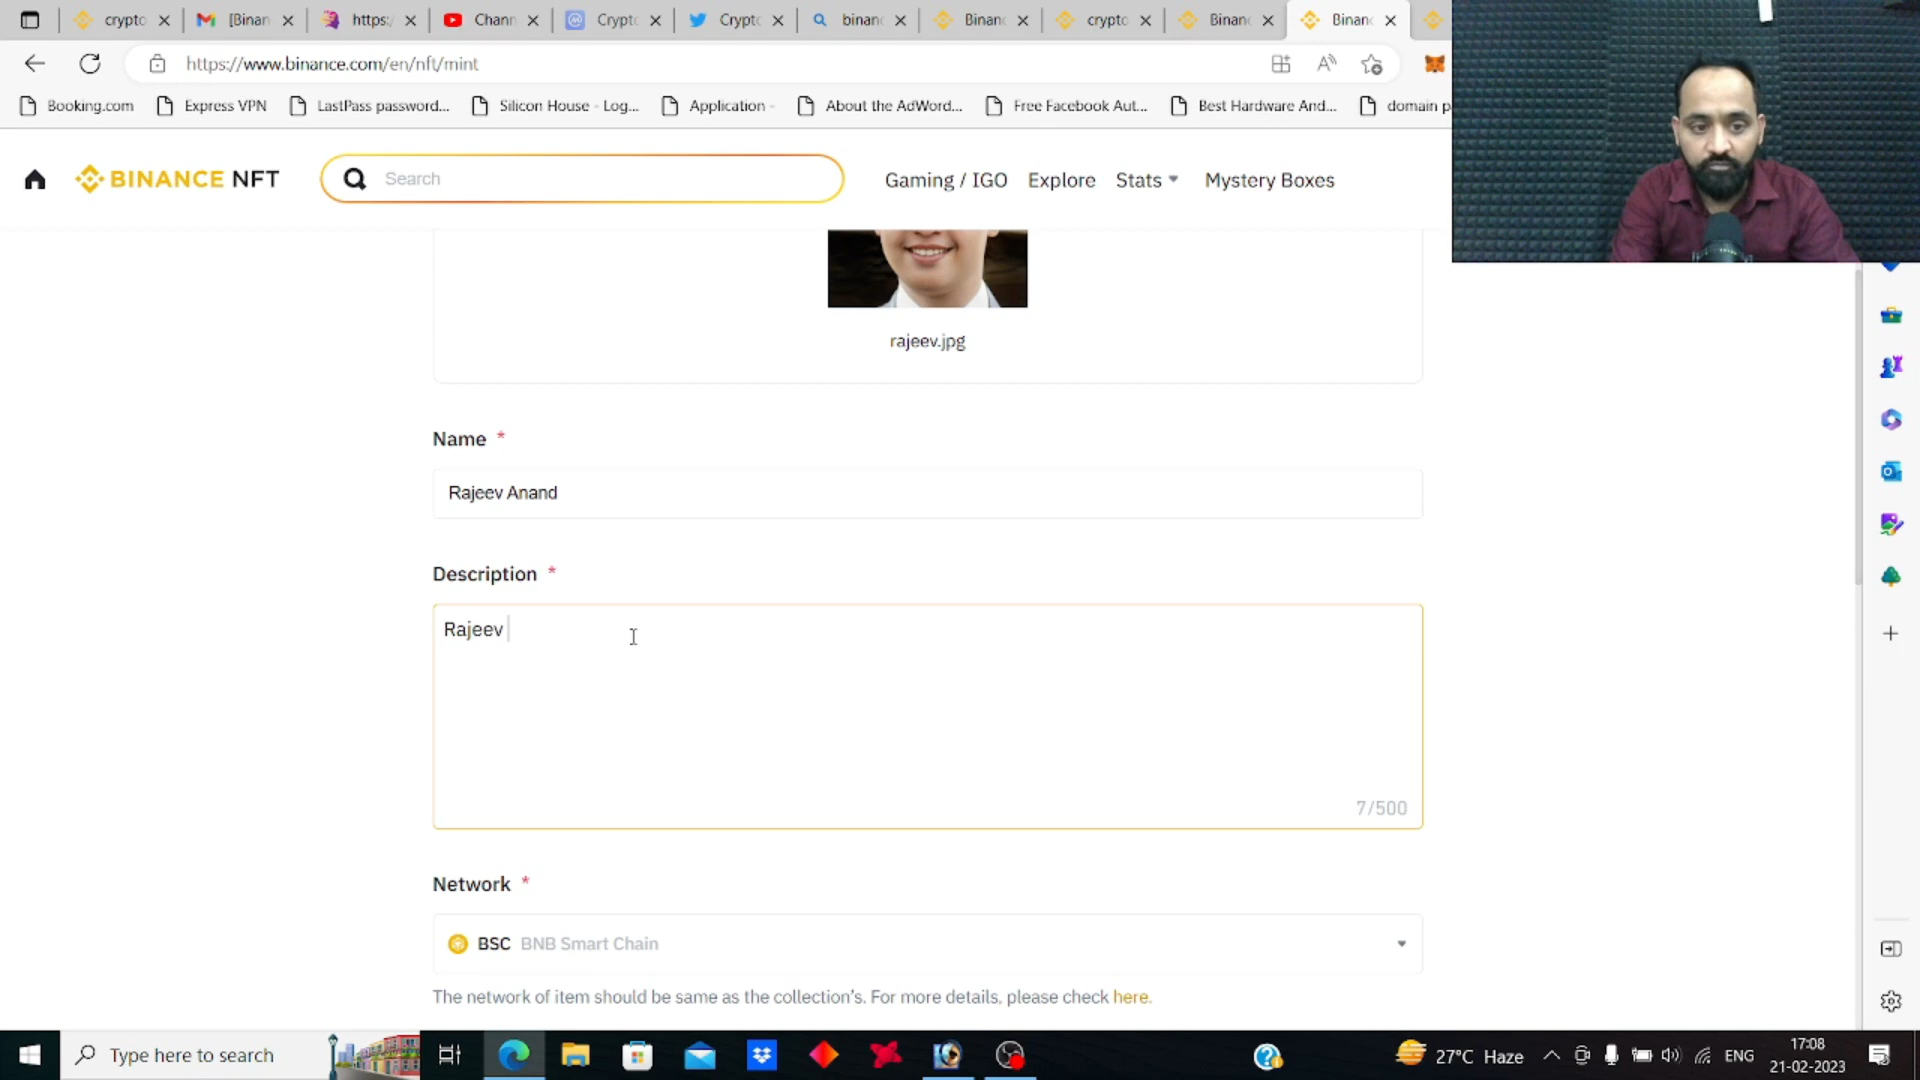 crypto
[Binan
https:
Chann
Crypto
Crypto
binanc
Binanc
crypto
Binanc
Binanc
https://www.binance.com/en/nft/mint
Booking.com
Express VPN
LastPass password...
Silicon House - Log...
Application -
About the AdWord...
Free Facebook Aut...
Best Hardware And...
domain p
BINANCE NFT
Search
Gaming / IGO
Explore
Stats
Mystery Boxes
rajeev.jpg
Name *
Rajeev Anand
Description *
Rajeev
7/500
Network *
BSC BNB Smart Chain
The network of item should be same as the collection's. For more details, please check here.
Type here to search
27°C Haze
ENG
17:08
21-02-2023